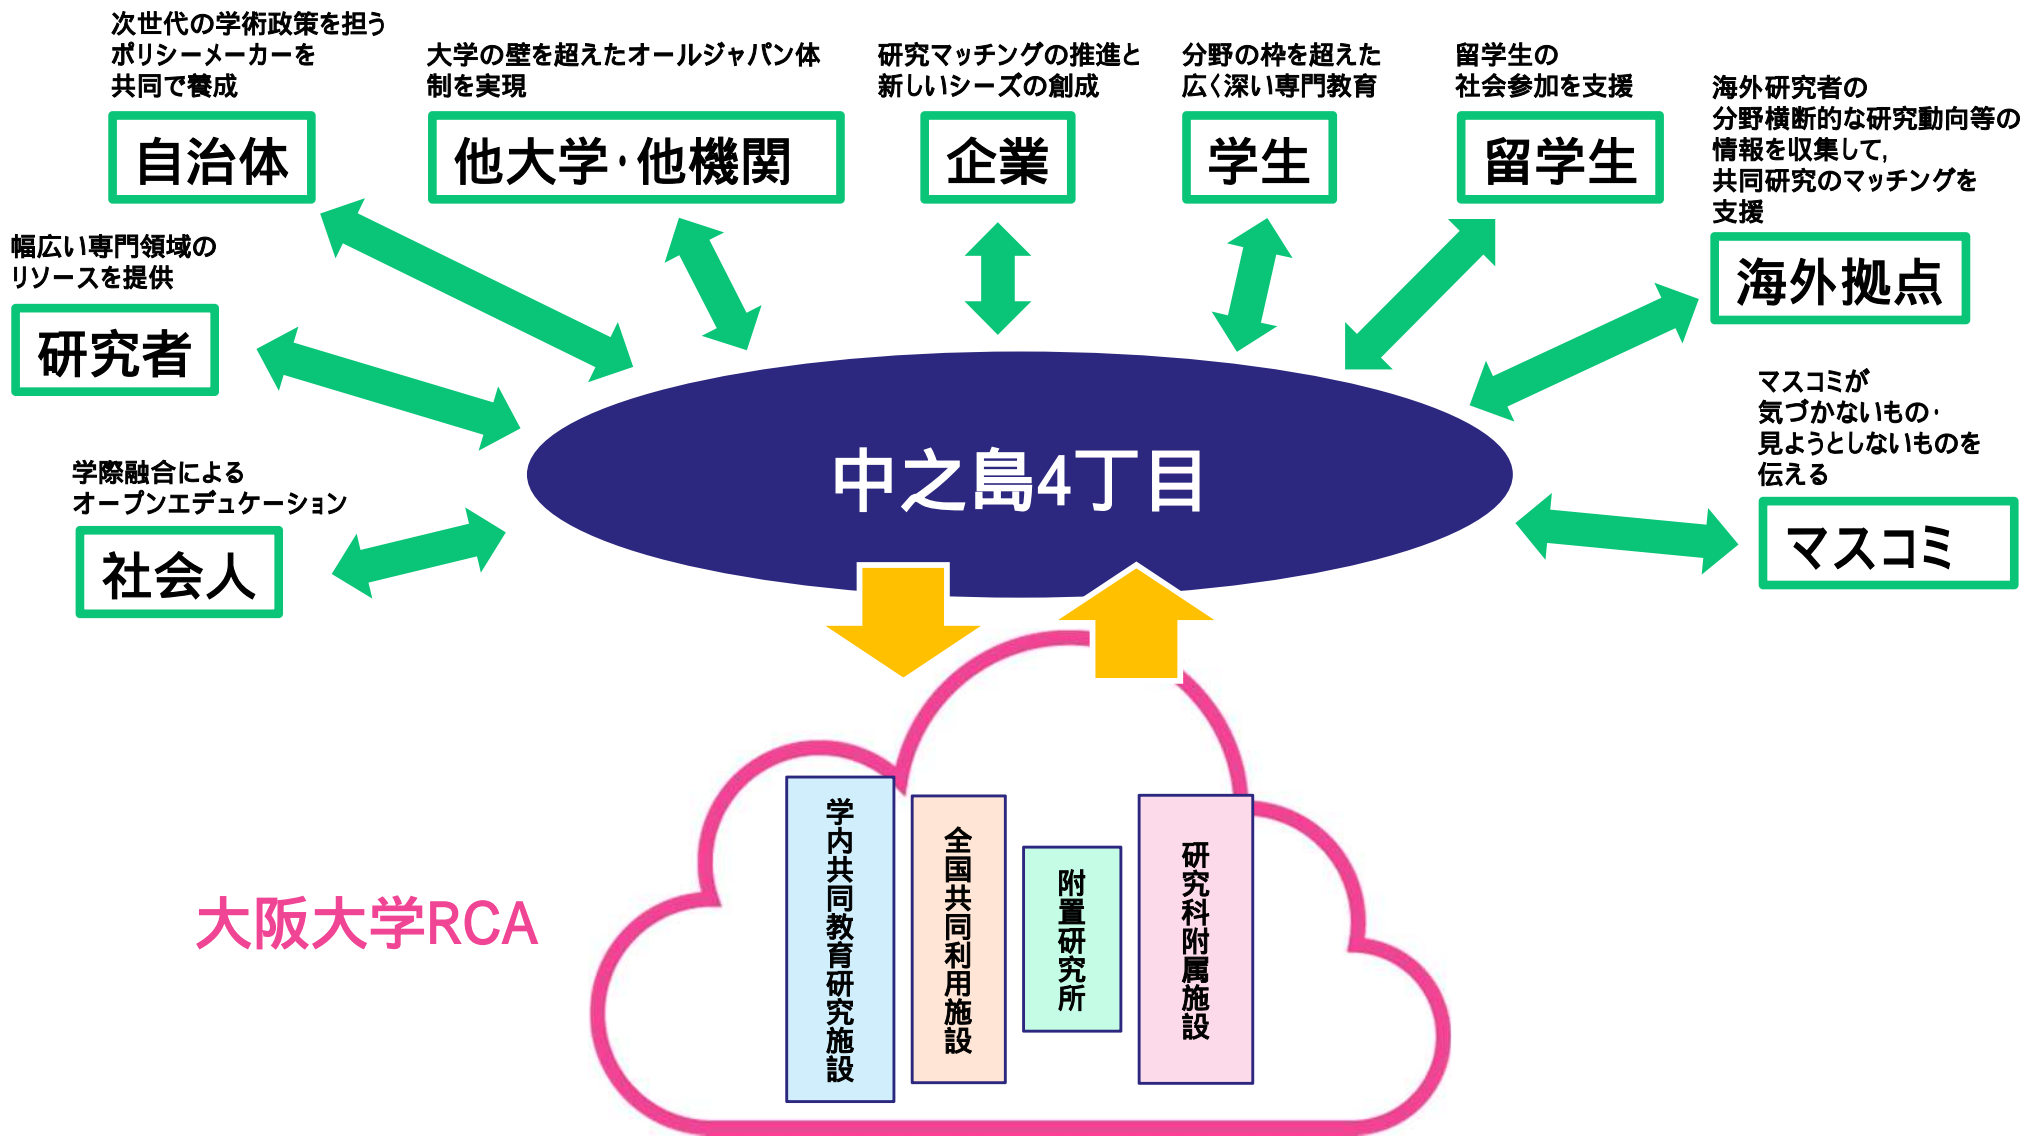 次世代の学術政策を担う
ポリシーメーカーを
共同で養成
自治体
大学の壁を超えたオールジャパン体
制を実現
他大学・他機関
研究マッチングの推進と
新しいシーズの創成
企業
分野の枠を超えた
広く深い専門教育
学生
留学生の
社会参加を支援
留学生
海外研究者の
分野横断的な研究動向等の
情報を収集して,
共同研究のマッチングを
支援
海外拠点
幅広い専門領域の
リソースを提供
研究者
マスコミが
気づかないもの・
見ようとしないものを
伝える
マスコミ
学際融合による
オープンエデュケーション
社会人
中之島4丁目
大阪大学RCA
学内共同教育研究施設
全国共同利用施設
附置研究所
研究科附属施設